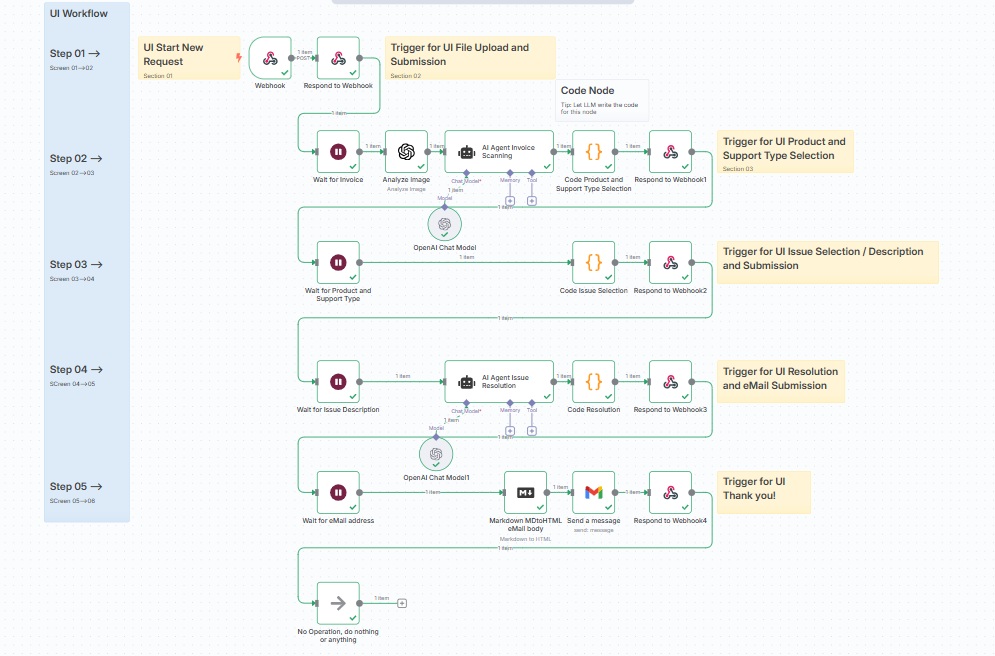 UI Workflow
Step 01 –>
Screen 01–>02
UI Start New
Request
Section 01
Webhook
1 item
POST
Respond to Webhook
Trigger for UI File Upload and
Submission
Section 02
Code Node
Tip: Let LLM write the code
for this node
1 item
Step 02 –>
Screen 02–>03
Wait for Invoice
1 item
Analyze Image
Analyze Image
1 item
AI Agent Invoice
Scanning
Chat Model*
Memory
Tool
1 item
Model
OpenAI Chat Model
1 item
Code Product and
Support Type Selection
1 item
Respond to Webhook1
Trigger for UI Product and
Support Type Selection
Section 03
1 item
Step 03 –>
Screen 03–>04
Wait for Product and
Support Type
1 item
Code Issue Selection
1 item
Respond to Webhook2
Trigger for UI Issue Selection / Description
and Submission
1 item
Step 04 –>
SCreen 04–>05
Wait for Issue Description
1 item
AI Agent Issue
Resolution
Chat Model*
Memory
Tool
1 item
Model
OpenAI Chat Model1
1 item
Code Resolution
1 item
Respond to Webhook3
Trigger for UI Resolution
and eMail Submission
1 item
Step 05 –>
Screen 05–>06
Wait for eMail address
1 item
Markdown MDtoHTML
eMail body
Markdown to HTML
1 item
Send a message
send: message
1 item
Respond to Webhook4
Trigger for UI
Thank you!
1 item
No Operation, do nothing
or anything
1 item